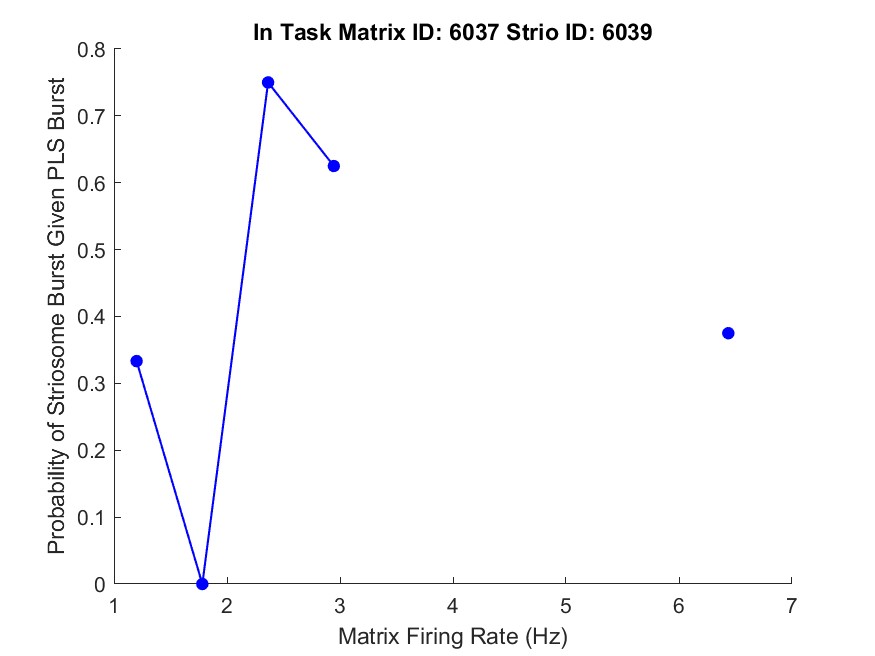 In Task Matrix ID: 6037 Strio ID: 6039
Probability of Striosome Burst Given PLS Burst
0.8
0.7
0.6
0.5
0.4
0.3
0.2
0.1
0
1 2 3 4 5 6 7
Matrix Firing Rate (Hz)